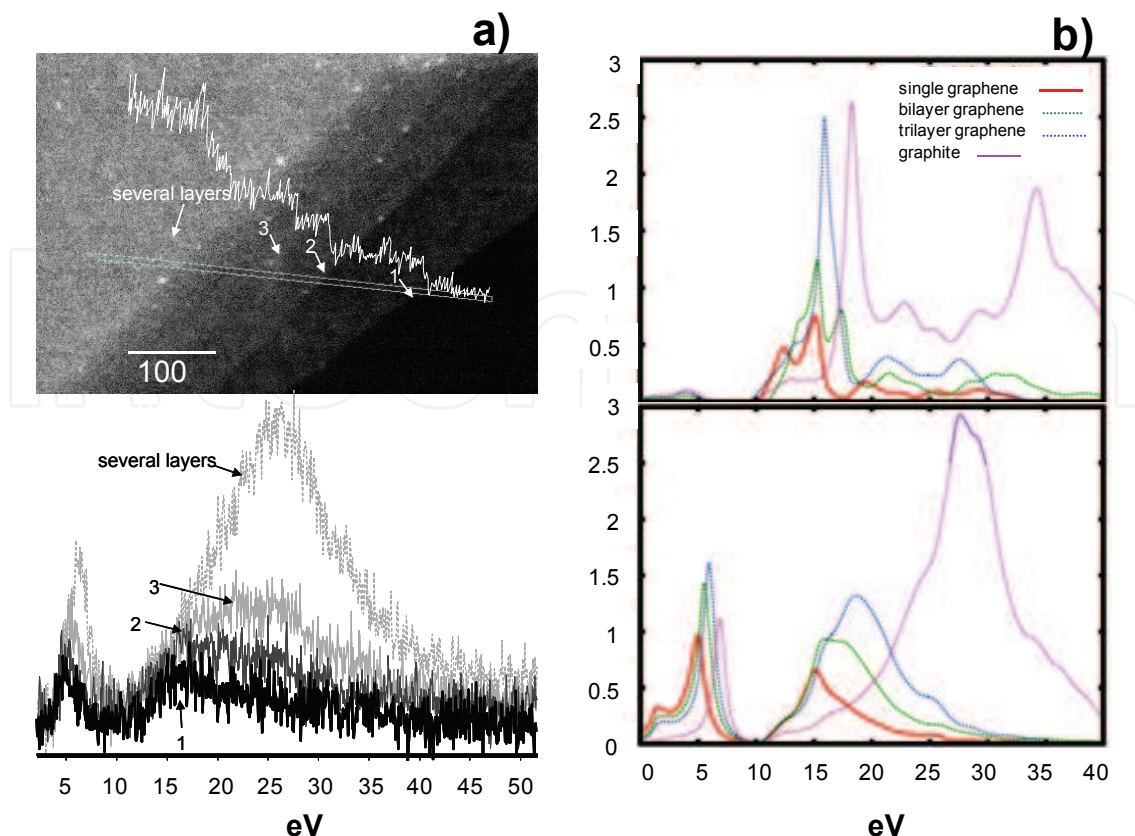 a)
several layers
3
2
1
100
several layers
3
2
1
5 10 15 20 25 30 35 40 45 50
eV
b)
3
2.5
2
1.5
1
0.5
single graphene
bilayer graphene
trilayer graphene
graphite
3
2.5
2
1.5
1
0.5
0
0 5 10 15 20 25 30 35 40
eV